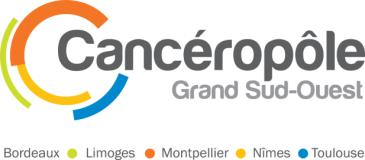 Cancéropôle
Grand Sud-Ouest
Bordeaux Limoges Montpellier Nîmes Toulouse